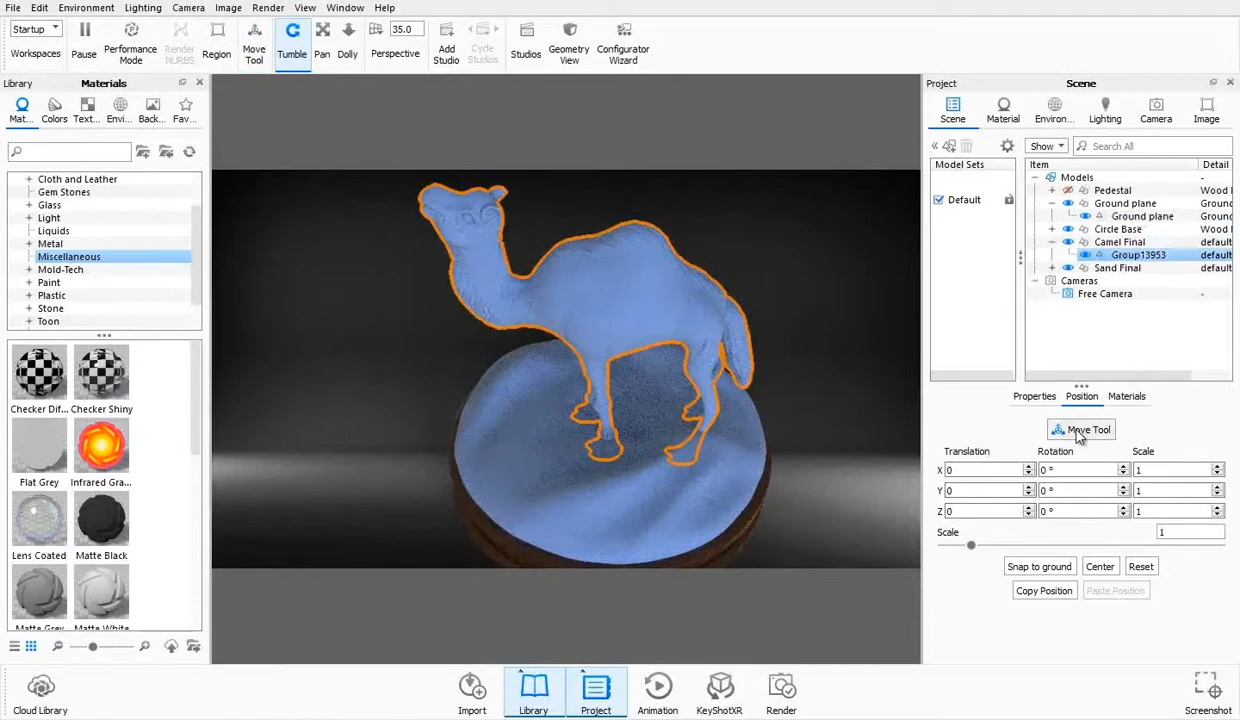 File Edit Environment Lighting Camera Image Render View Window Help
Startup 35.0
Workspaces Pause Performance Mode Render NURBS Region Move Tool Tumble Pan Dolly Perspective Add Studio Cycle Studios Studios Geometry View Configurator Wizard
Library Materials
Mat... Colors Text... Envi... Back... Fav...
Cloth and Leather
Gem Stones
Glass
Light
Liquids
Metal
Miscellaneous
Mold-Tech
Paint
Plastic
Stone
Toon
Checker Dif... Checker Shiny
Flat Grey Infrared Gra...
Lens Coated Matte Black
Matte Grey Matte White
Project Scene
Scene Material Environ... Lighting Camera Image
Show Search All
Model Sets Item Detail
Default
Models -
Pedestal Wood
Ground plane Groun
Ground plane Groun
Circle Base Wood
Camel Final default
Group13953 default
Sand Final default
Cameras
Free Camera -
Properties Position Materials
Move Tool
Translation Rotation Scale
X 0 0 ° 1
Y 0 0 ° 1
Z 0 0 ° 1
Scale 1
Snap to ground Center Reset
Copy Position Paste Position
Cloud Library Import Library Project Animation KeyShotXR Render Screenshot